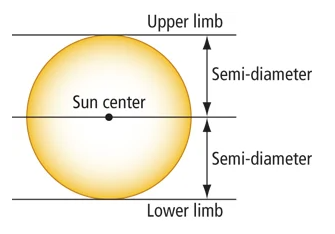 Upper limb
Semi-diameter
Sun center
Semi-diameter
Lower limb